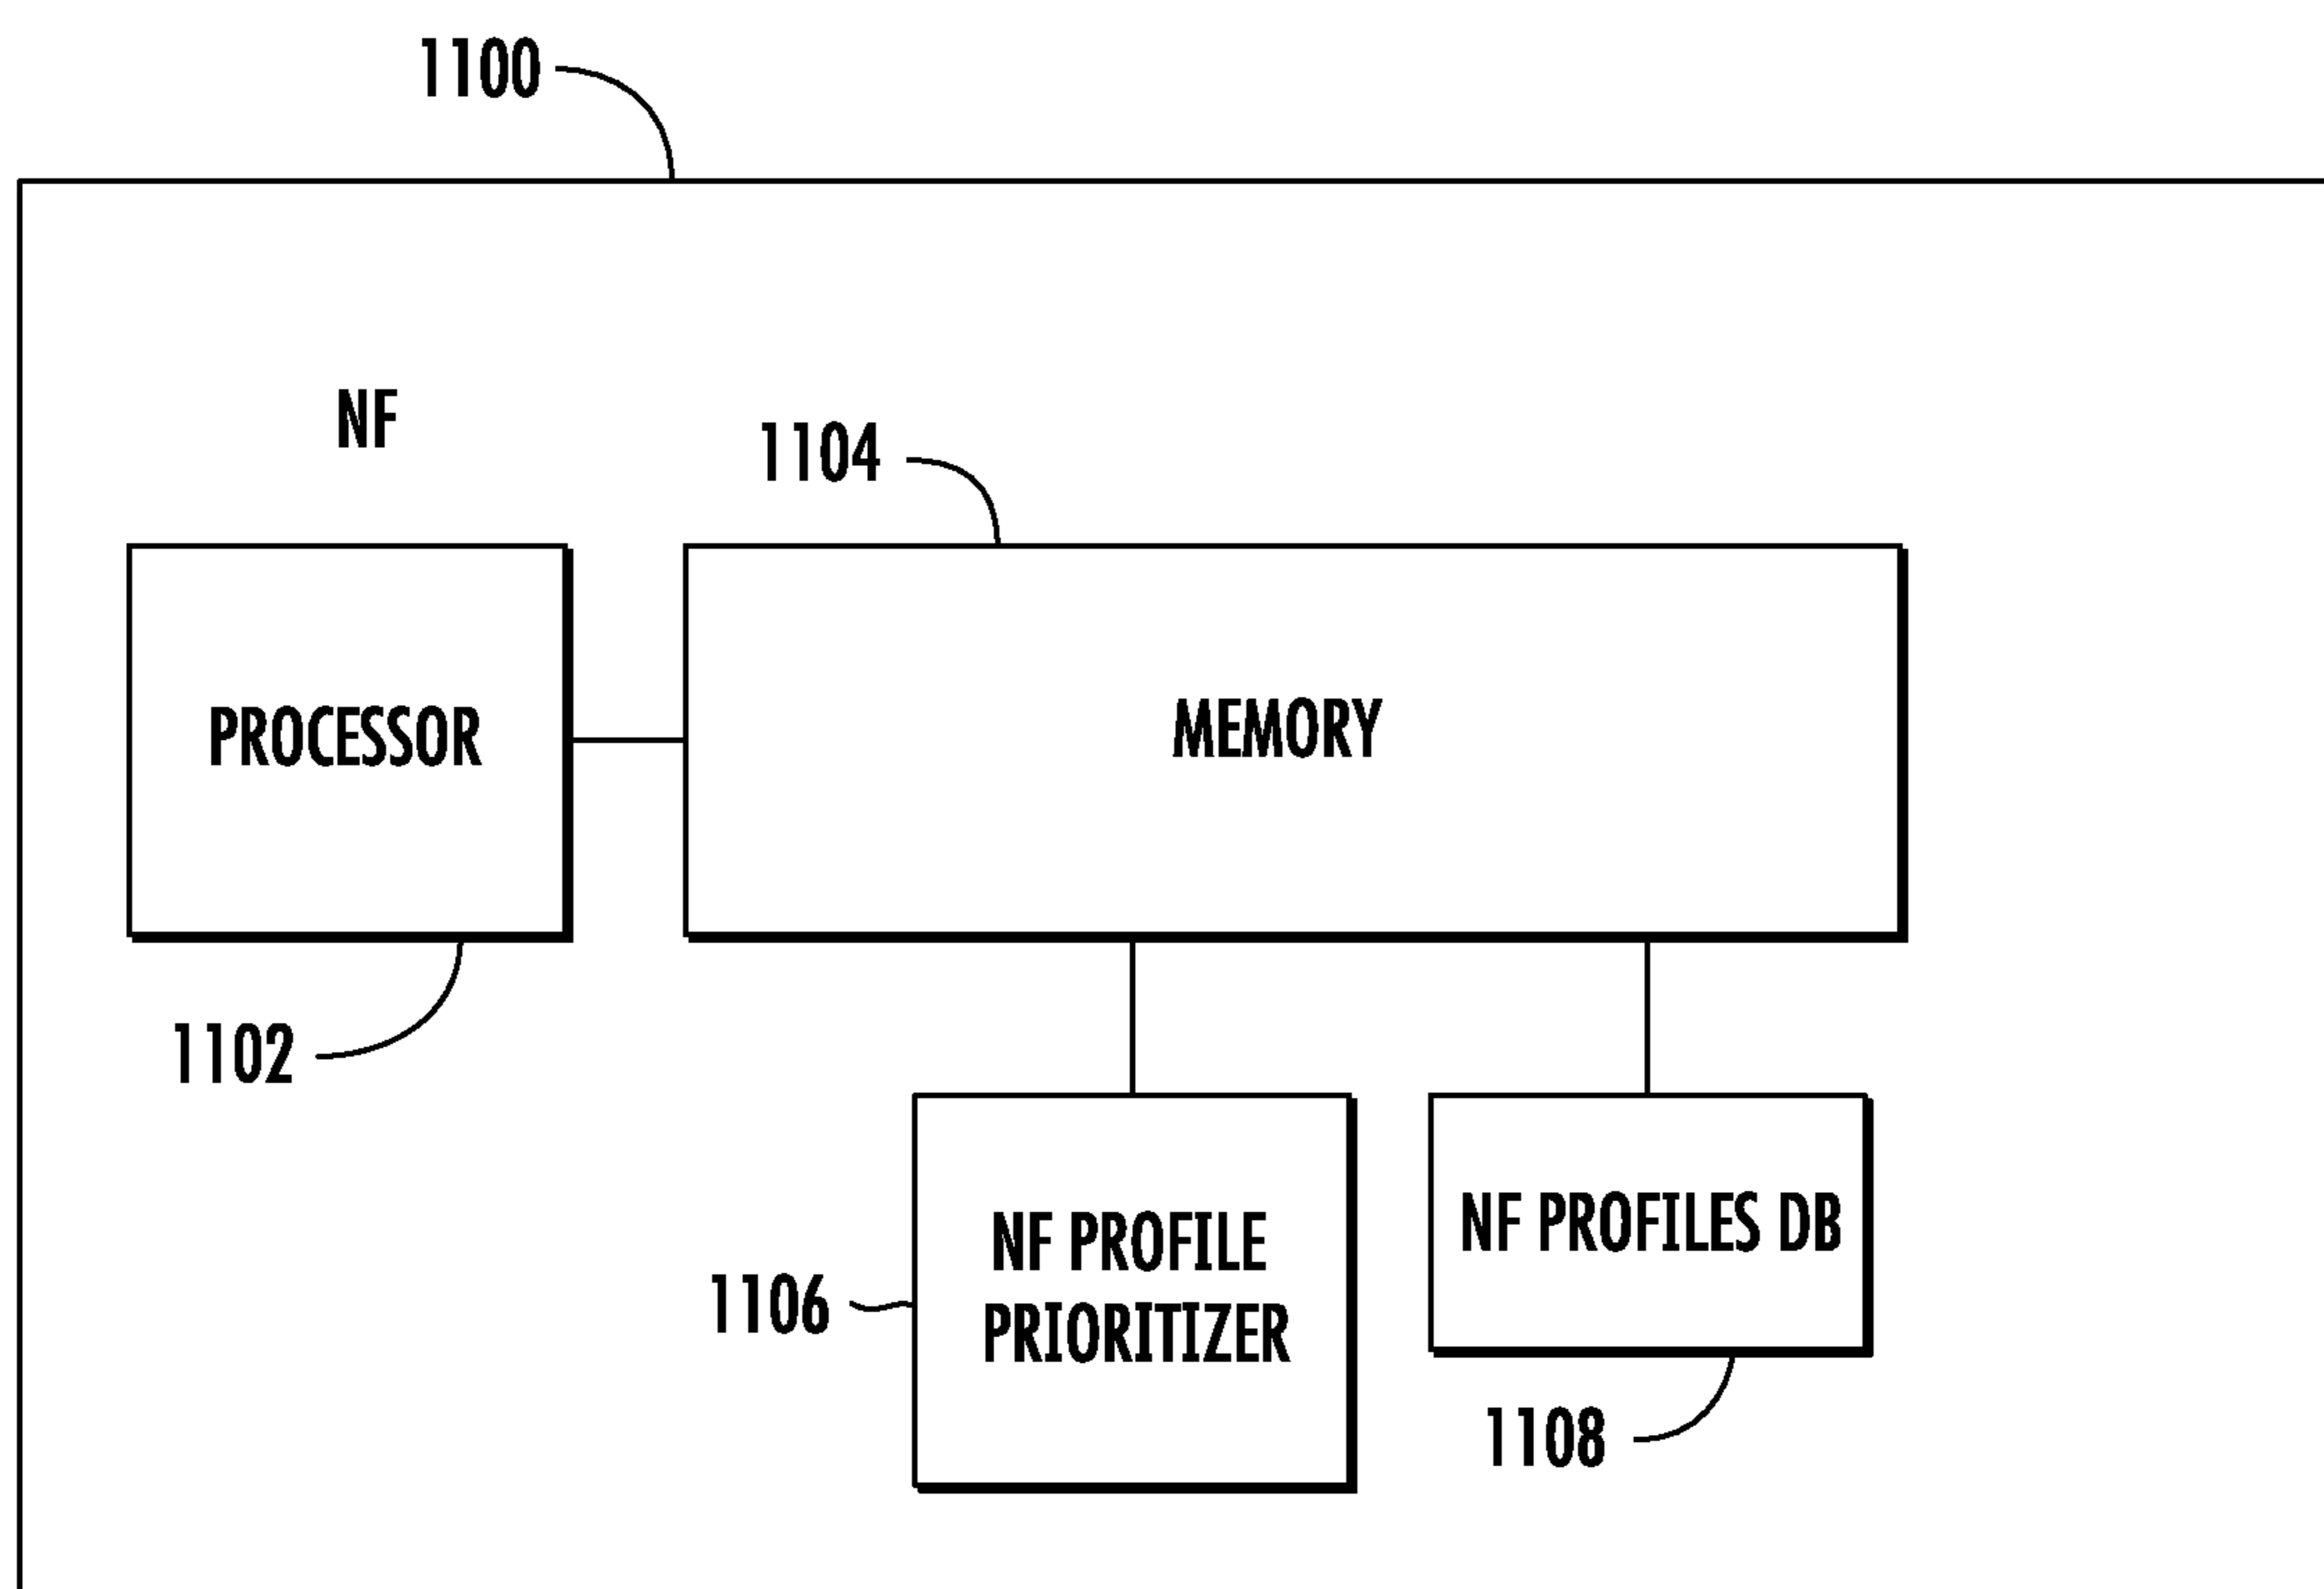 1100
NF
1104
PROCESSOR
MEMORY
1102
NF PROFILE
PRIORITIZER
1106
NF PROFILES DB
1108